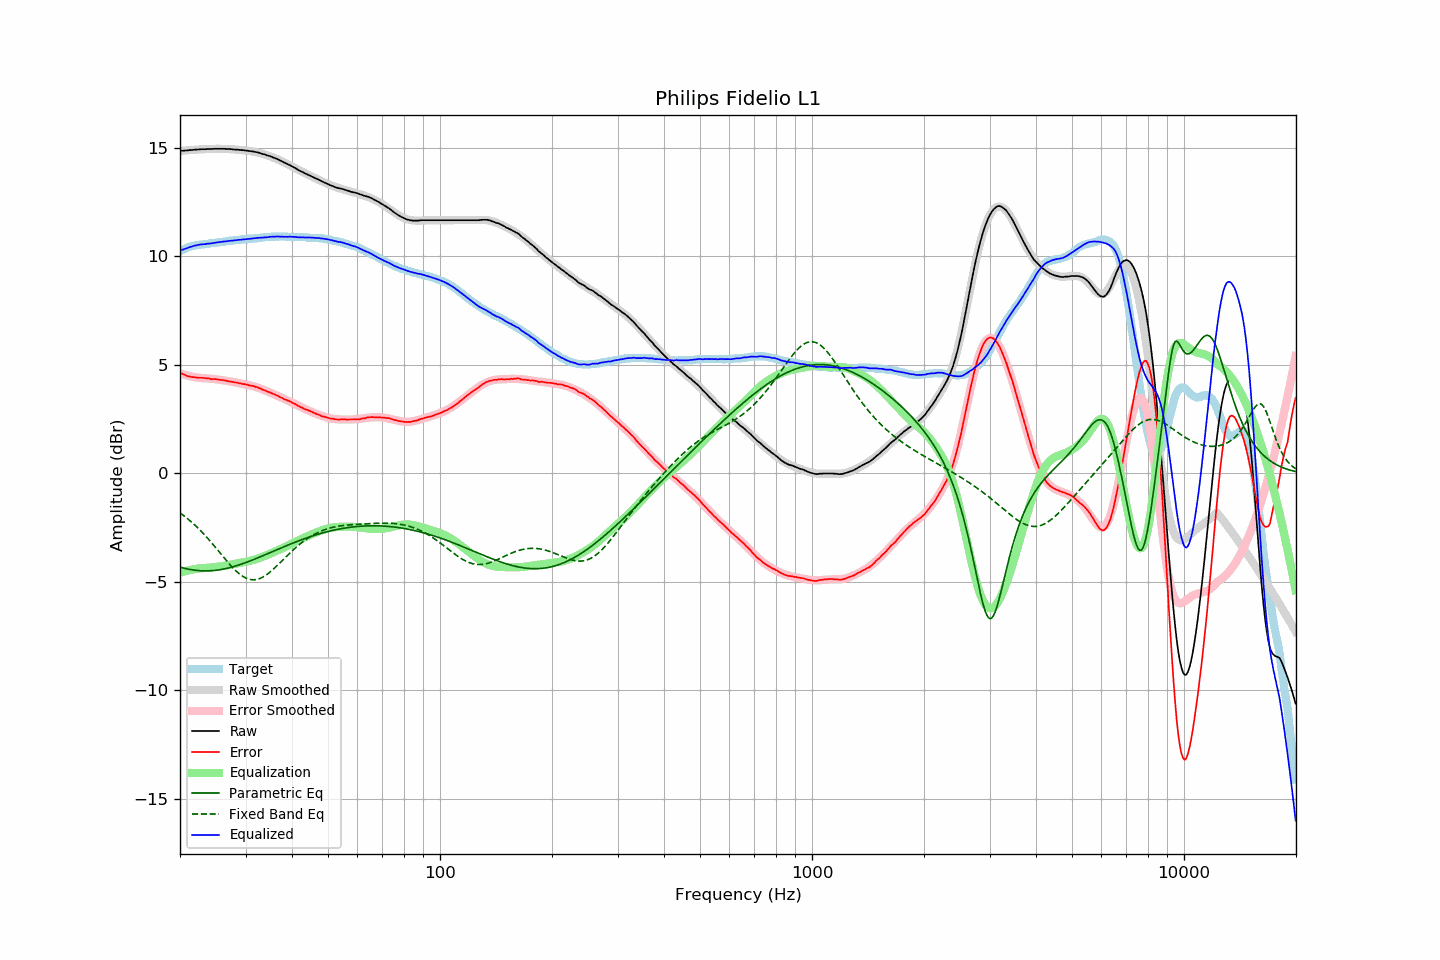 Philips Fidelio L1
Amplitude (dBr)
15
10
5
0
−5
−10
−15
Target
Raw Smoothed
Error Smoothed
Raw
Error
Equalization
Parametric Eq
Fixed Band Eq
Equalized
100
1000
10000
Frequency (Hz)